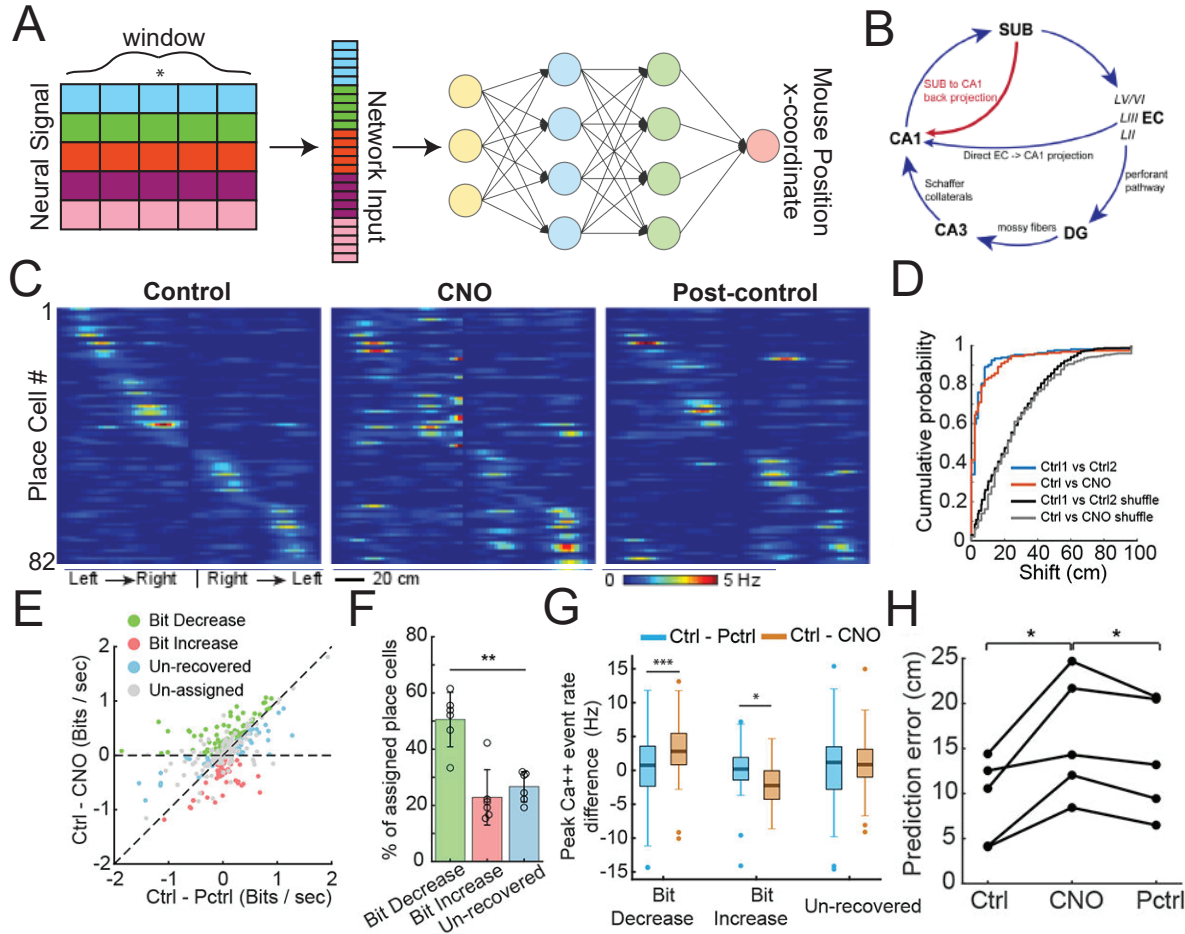 A
window
*
Neural Signal
Network Input
Mouse Position
x-coordinate
B
SUB
SUB to CA1
back projection
LV/VI
LIII EC
LII
CA1
Direct EC -> CA1 projection
Schaffer
collaterals
perforant
pathway
CA3
mossy fibers
DG
C
Control
CNO
Post-control
1
Place Cell #
82
Left → Right | Right → Left
20 cm
0
5 Hz
D
Cumulative probability
1
0.8
0.6
0.4
0.2
0
Ctrl1 vs Ctrl2
Ctrl vs CNO
Ctrl1 vs Ctrl2 shuffle
Ctrl vs CNO shuffle
0 20 40 60 80 100
Shift (cm)
E
Bit Decrease
Bit Increase
Un-recovered
Un-assigned
Ctrl - CNO (Bits / sec)
2
1
0
-1
-2
-2 -1 0 1 2
Ctrl - Pctrl (Bits / sec)
F
% of assigned place cells
80
60
40
20
0
**
Bit Decrease
Bit Increase
Un-recovered
G
Ctrl - Pctrl
Ctrl - CNO
Peak Ca++ event rate
difference (Hz)
15
10
5
0
-5
-10
-15
***
*
Bit
Decrease
Bit
Increase
Un-recovered
H
Prediction error (cm)
25
20
15
10
5
0
*
*
Ctrl
CNO
Pctrl